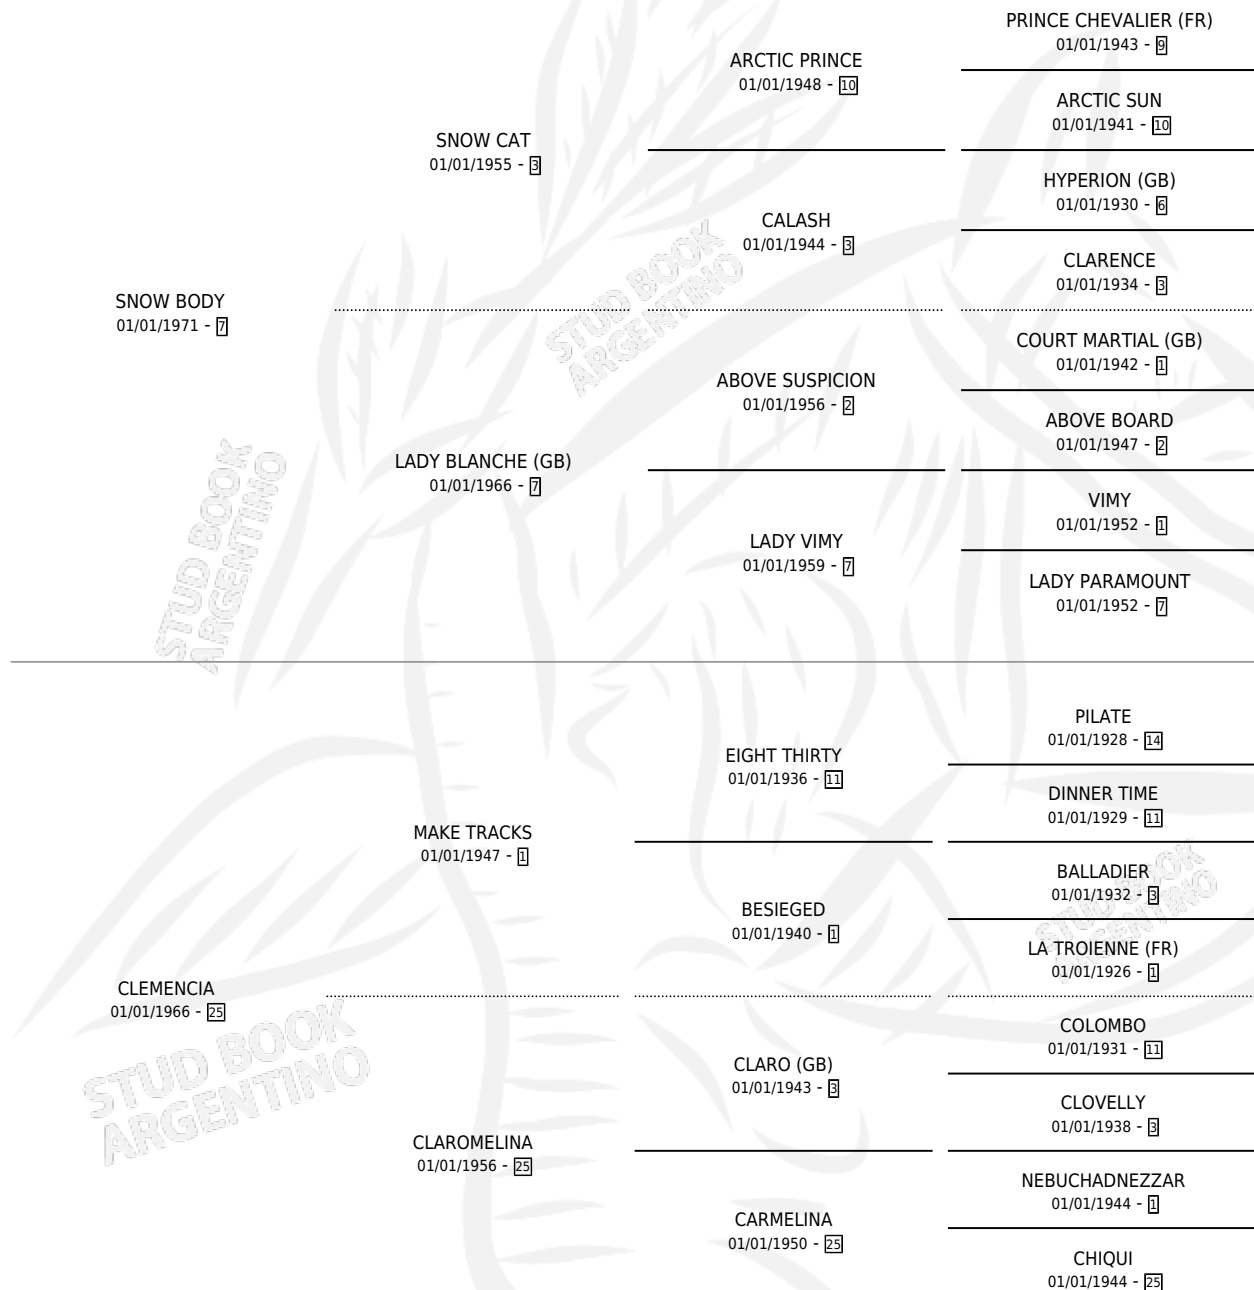 PRINCE CHEVALIER (FR)
01/01/1943 - 9
ARCTIC PRINCE
01/01/1948 - 10
ARCTIC SUN
01/01/1941 - 10
SNOW CAT
01/01/1955 - 3
HYPERION (GB)
01/01/1930 - 6
CALASH
01/01/1944 - 3
CLARENCE
01/01/1934 - 3
SNOW BODY
01/01/1971 - 7
COURT MARTIAL (GB)
01/01/1942 - 1
ABOVE SUSPICION
01/01/1956 - 2
ABOVE BOARD
01/01/1947 - 2
LADY BLANCHE (GB)
01/01/1966 - 7
VIMY
01/01/1952 - 1
LADY VIMY
01/01/1959 - 7
LADY PARAMOUNT
01/01/1952 - 7
STUD BOOK
ARGENTINO
STUD BOOK
ARGENTINO
PILATE
01/01/1928 - 14
EIGHT THIRTY
01/01/1936 - 11
DINNER TIME
01/01/1929 - 11
MAKE TRACKS
01/01/1947 - 1
BALLADIER
01/01/1932 - 3
BESIEGED
01/01/1940 - 1
LA TROIENNE (FR)
01/01/1926 - 1
CLEMENCIA
01/01/1966 - 25
COLOMBO
01/01/1931 - 11
CLARO (GB)
01/01/1943 - 3
CLOVELLY
01/01/1938 - 3
CLAROMELINA
01/01/1956 - 25
NEBUCHADNEZZAR
01/01/1944 - 1
CARMELINA
01/01/1950 - 25
CHIQUI
01/01/1944 - 25
STUD BOOK
ARGENTINO
STUD BOOK
ARGENTINO